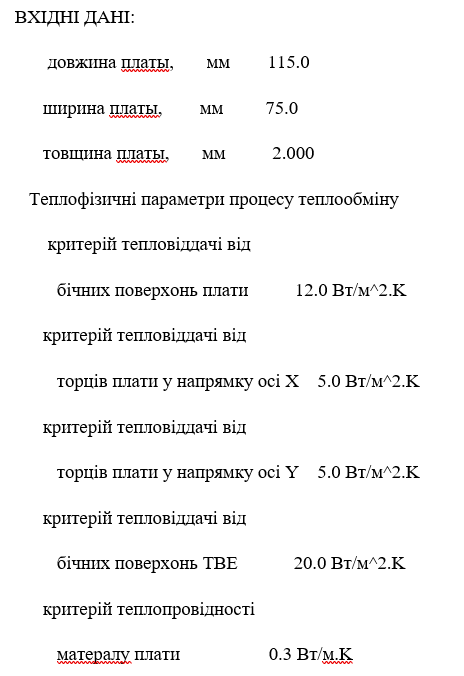 ВХІДНІ ДАНІ:
довжина платы, мм 115.0
ширина платы, мм 75.0
товщина платы, мм 2.000
Теплофізичні параметри процесу теплообміну
критерій тепловіддачі від
бічних поверхонь плати 12.0 Вт/м^2.K
критерій тепловіддачі від
торців плати у напрямку осі X 5.0 Вт/м^2.K
критерій тепловіддачі від
торців плати у напрямку осі Y 5.0 Вт/м^2.K
критерій тепловіддачі від
бічних поверхонь ТВЕ 20.0 Вт/м^2.K
критерій теплопровідності
матералу плати 0.3 Вт/м.K